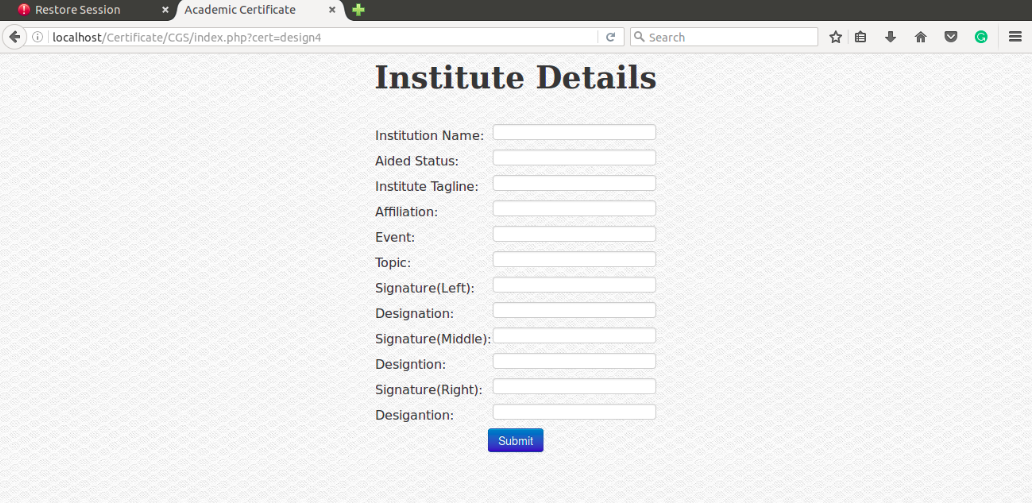 Restore Session
Academic Certificate
localhost/Certificate/CGS/index.php?cert=design4
Search
Institute Details
Institution Name:
Aided Status:
Institute Tagline:
Affiliation:
Event:
Topic:
Signature(Left):
Designation:
Signature(Middle):
Designtion:
Signature(Right):
Desigantion:
Submit